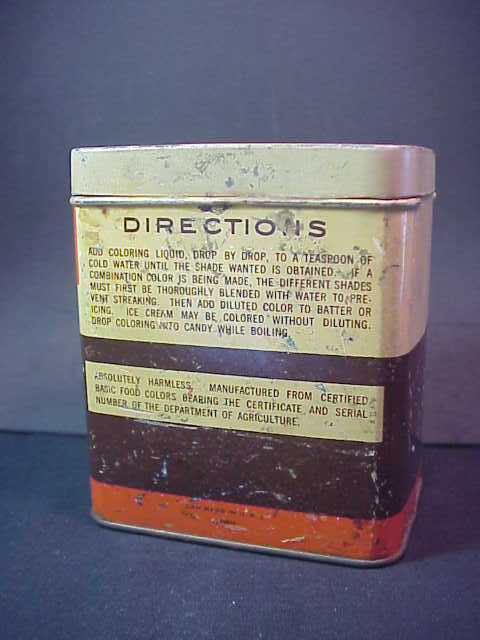 DIRECTIONS
ADD COLORING LIQUID, DROP BY DROP, TO A TEASPOON OF
COLD WATER UNTIL THE SHADE WANTED IS OBTAINED. IF A
COMBINATION COLOR IS BEING MADE, THE DIFFERENT SHADES
MUST FIRST BE THOROUGHLY BLENDED WITH WATER TO PRE-
VENT STREAKING. THEN ADD DILUTED COLOR TO BATTER OR
ICING. ICE CREAM MAY BE COLORED WITHOUT DILUTING.
DROP COLORING INTO CANDY WHILE BOILING.
ABSOLUTELY HARMLESS. MANUFACTURED FROM CERTIFIED
BASIC FOOD COLORS BEARING THE CERTIFICATE, AND SERIAL
NUMBER OF THE DEPARTMENT OF AGRICULTURE.
CAN MADE IN U.S.A.